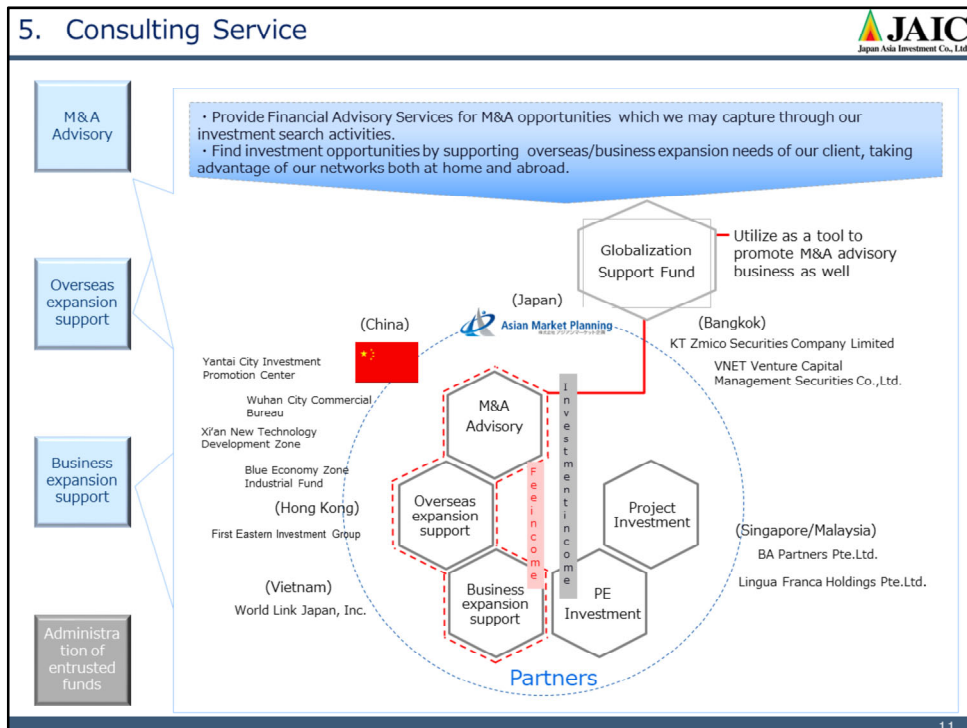 5. Consulting Service
JAIC
Japan Asia Investment Co., Ltd
M&A
Advisory
Overseas
expansion
support
Business
expansion
support
Administra
tion of
entrusted
funds
・Provide Financial Advisory Services for M&A opportunities which we may capture through our
investment search activities.
・Find investment opportunities by supporting overseas/business expansion needs of our client, taking
advantage of our networks both at home and abroad.
Globalization
Support Fund
Utilize as a tool to
promote M&A advisory
business as well
(Japan)
Asian Market Planning
(China)
Yantai City Investment
Promotion Center
Wuhan City Commercial
Bureau
Xi'an New Technology
Development Zone
Blue Economy Zone
Industrial Fund
(Hong Kong)
First Eastern Investment Group
(Vietnam)
World Link Japan, Inc.
(Bangkok)
KT Zmico Securities Company Limited
VNET Venture Capital
Management Securities Co.,Ltd.
(Singapore/Malaysia)
BA Partners Pte.Ltd.
Lingua Franca Holdings Pte.Ltd.
M&A
Advisory
Overseas
expansion
support
Business
expansion
support
Fee income
Investment income
Project
Investment
PE
Investment
Partners
11